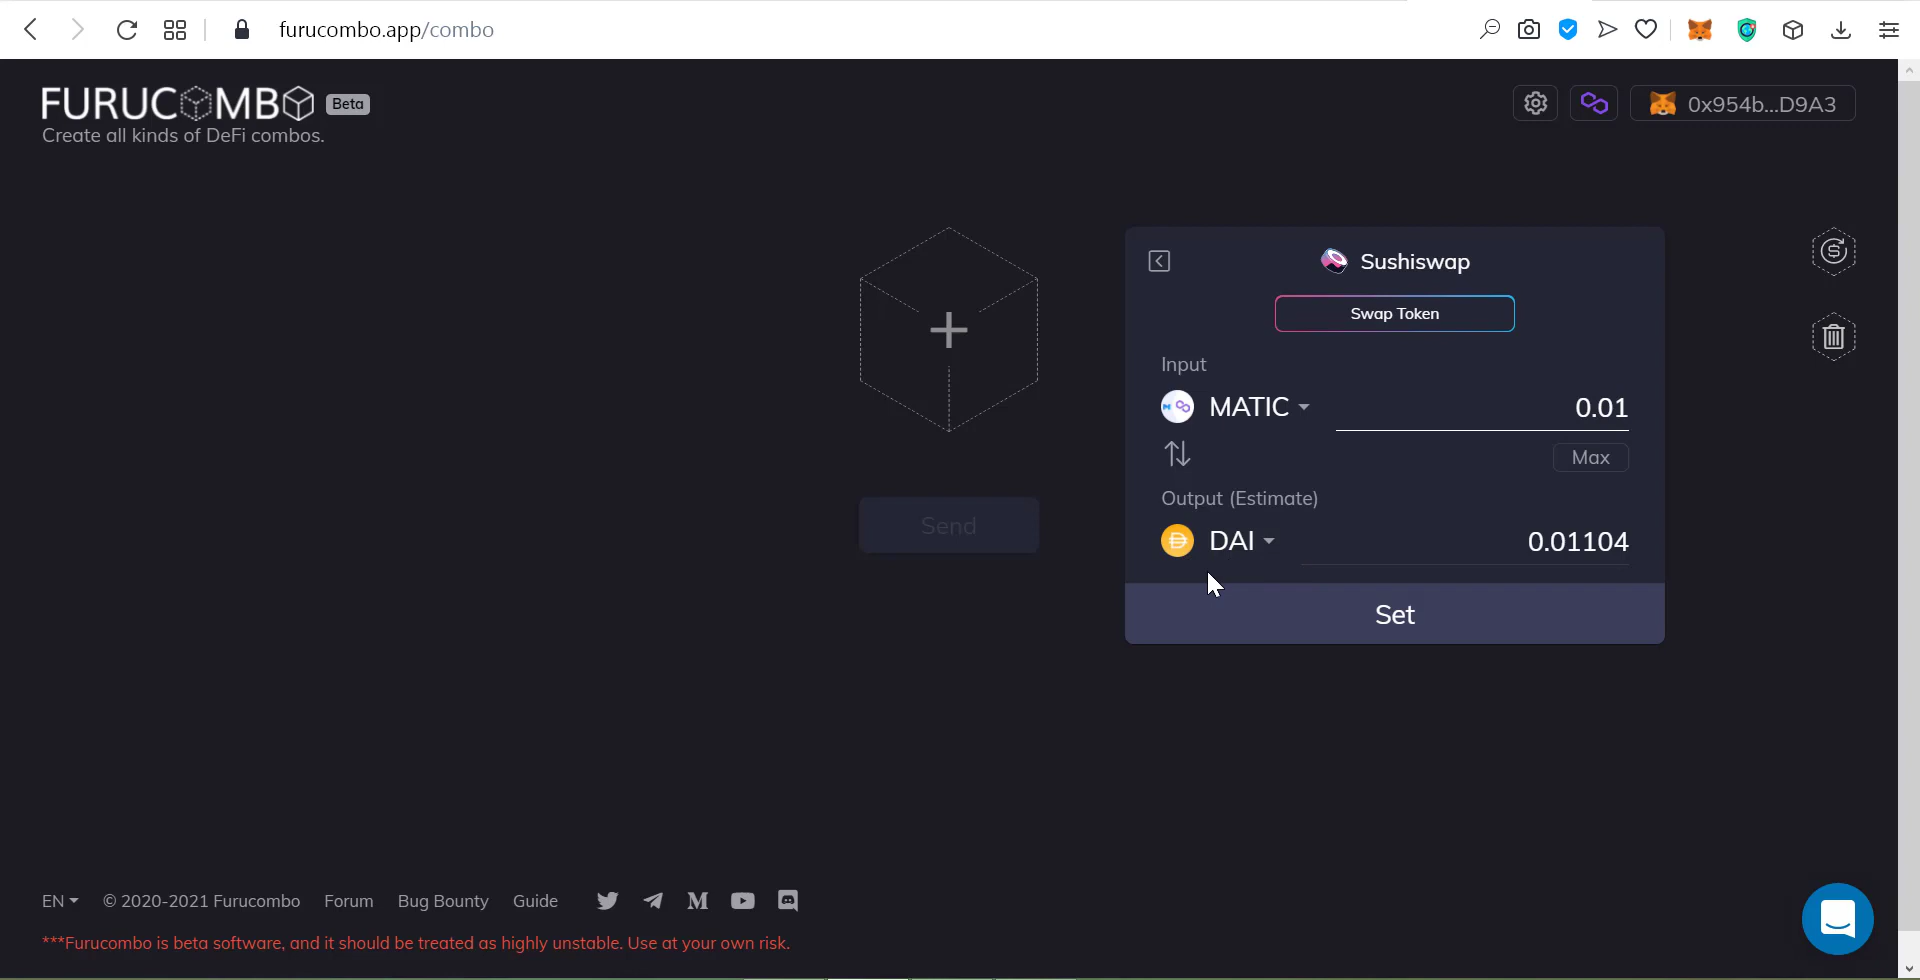 furucombo.app/combo
FURUCOMBO Beta
Create all kinds of DeFi combos.
0x954b...D9A3
Sushiswap
Swap Token
Input
MATIC 0.01
Max
Output (Estimate)
DAI 0.01104
Send
Set
EN © 2020-2021 Furucombo Forum Bug Bounty Guide
***Furucombo is beta software, and it should be treated as highly unstable. Use at your own risk.